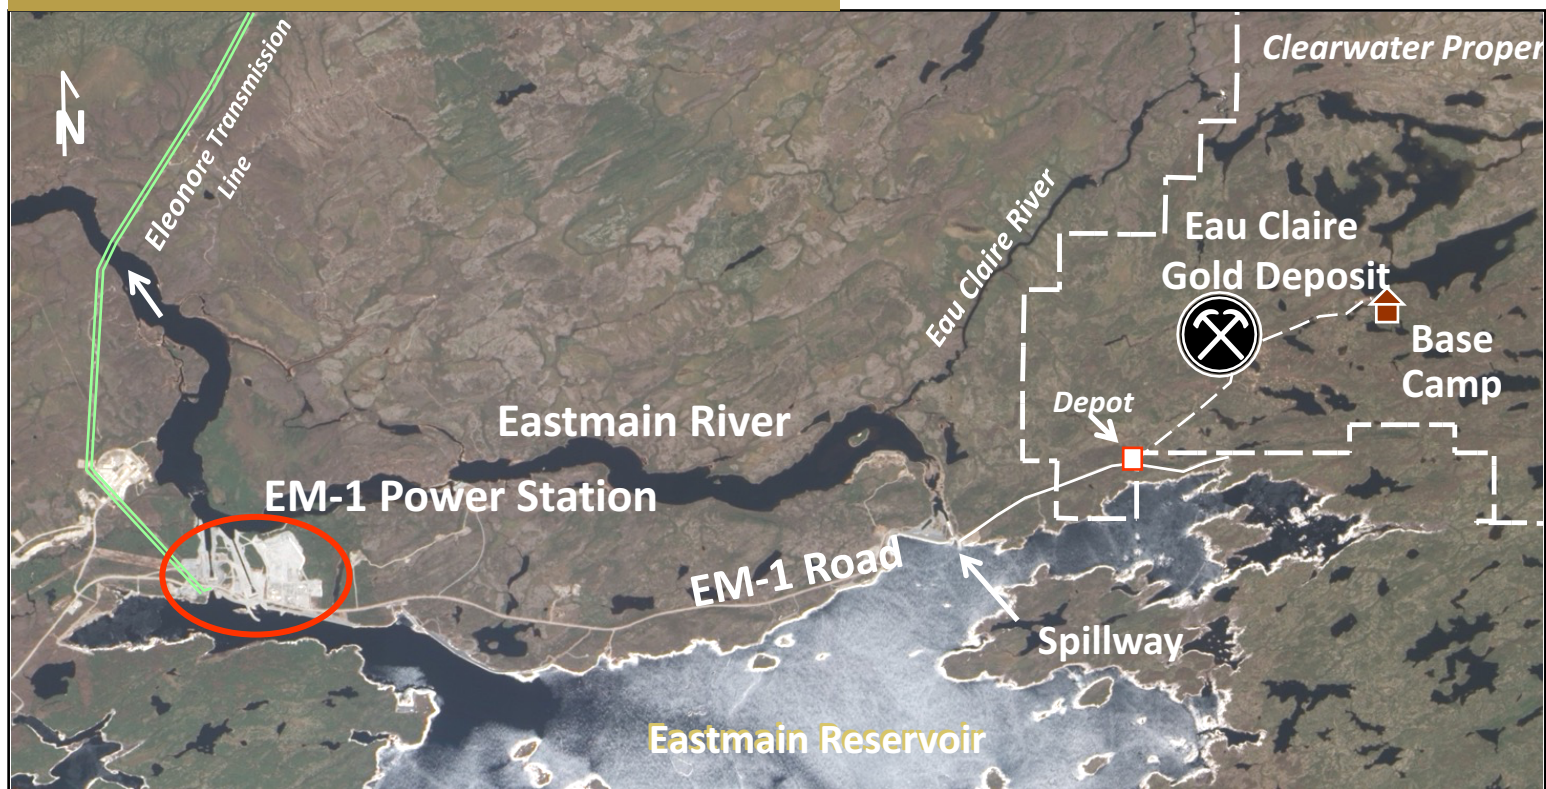 Clearwater Proper
N
Eleonore Transmission
Line
Eau Claire River
Eau Claire
Gold Deposit
Base
Camp
Depot
Eastmain River
EM-1 Power Station
EM-1 Road
Spillway
Eastmain Reservoir